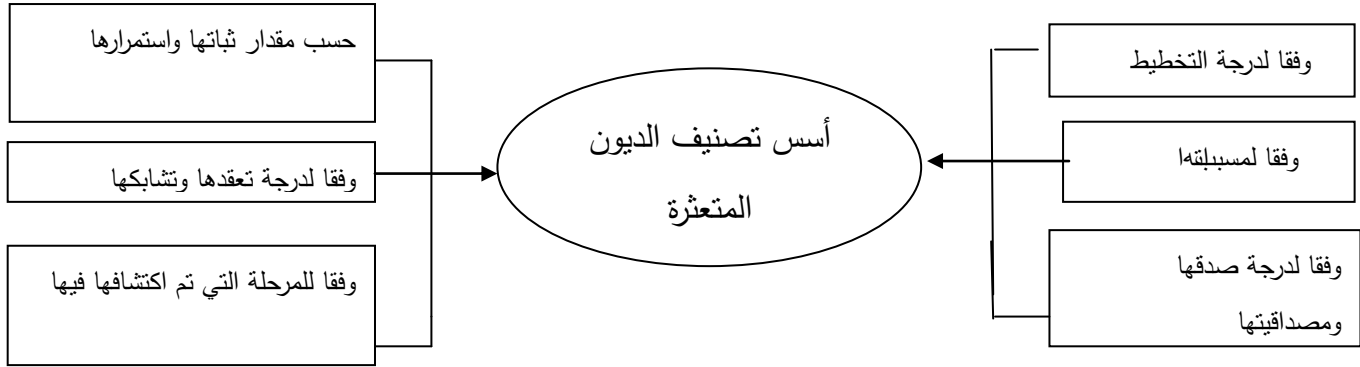 وفقا لدرجة التخطيط
وفقا لمسببلتهاا
وفقا لدرجة صدقها
ومصداقيتها
أسس تصنيف الديون
المتعثرة
حسب مقدار ثباتها واستمرارها
وفقا لدرجة تعقدها وتشابكها
وفقا للمرحلة التي تم اكتشافها فيها